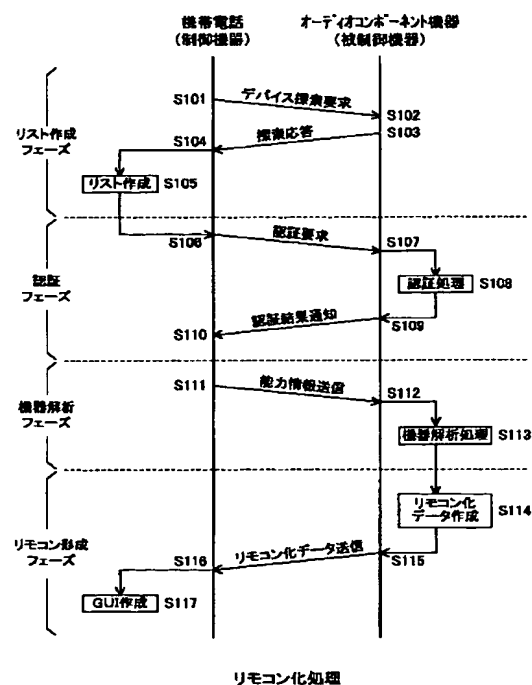 携帯電話
(制御機器)
オーディオコンポーネント機器
(被制御機器)
リスト作成
フェーズ
S101
デバイス探索要求
S102
S103
探索応答
S104
リスト作成
S105
認証
フェーズ
S106
認証要求
S107
認証処理
S108
S109
認証結果通知
S110
機器解析
フェーズ
S111
能力情報送信
S112
機器解析処理
S113
リモコン形成
フェーズ
リモコン化
データ作成
S114
S115
リモコン化データ送信
S116
GUI作成
S117
リモコン化処理